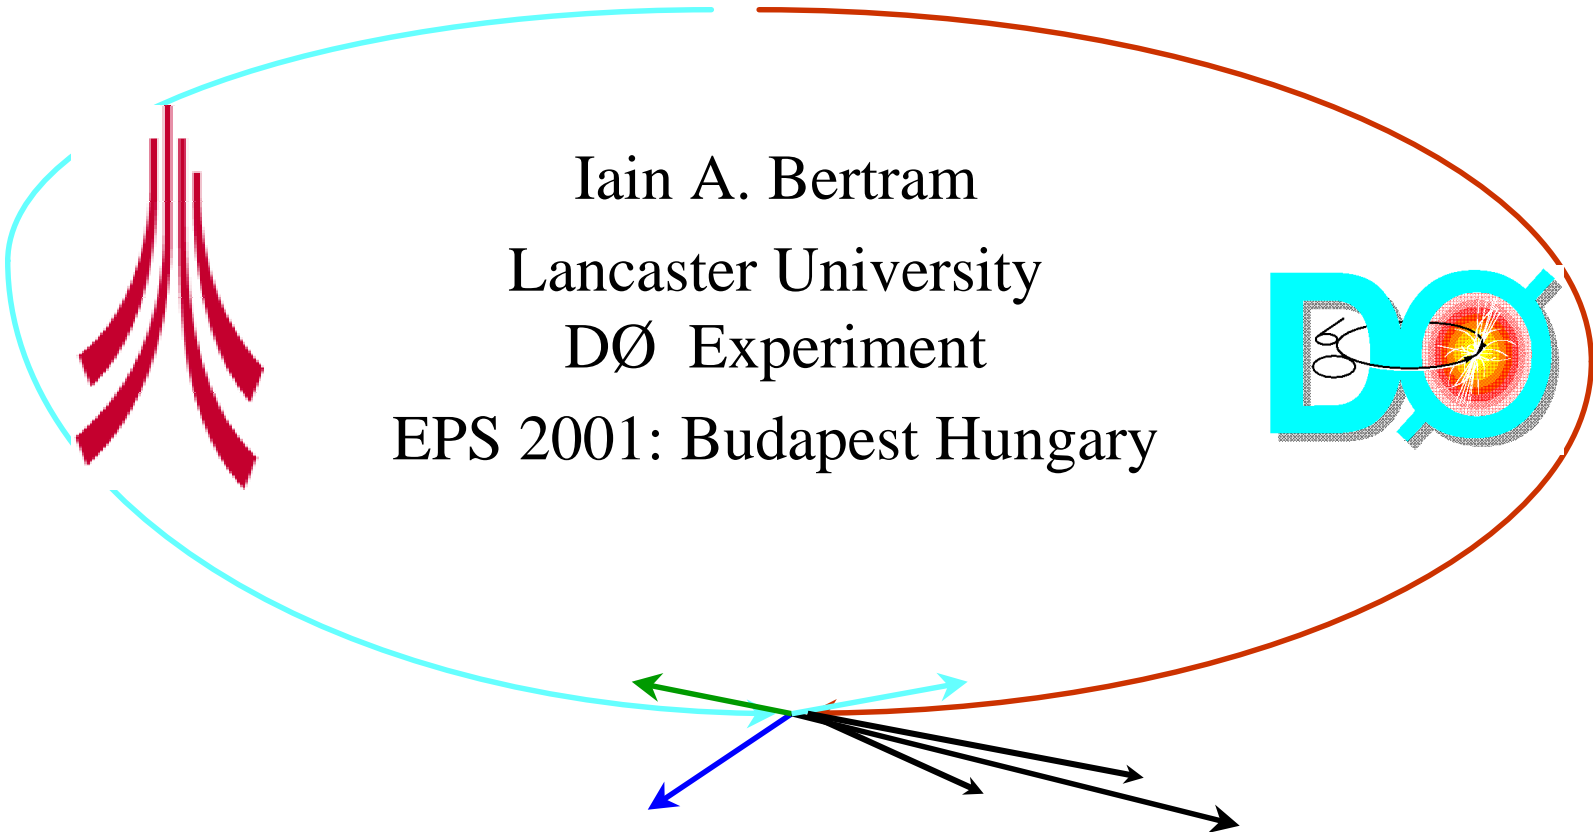 Iain A. Bertram
Lancaster University
DØ Experiment
EPS 2001: Budapest Hungary
DØ